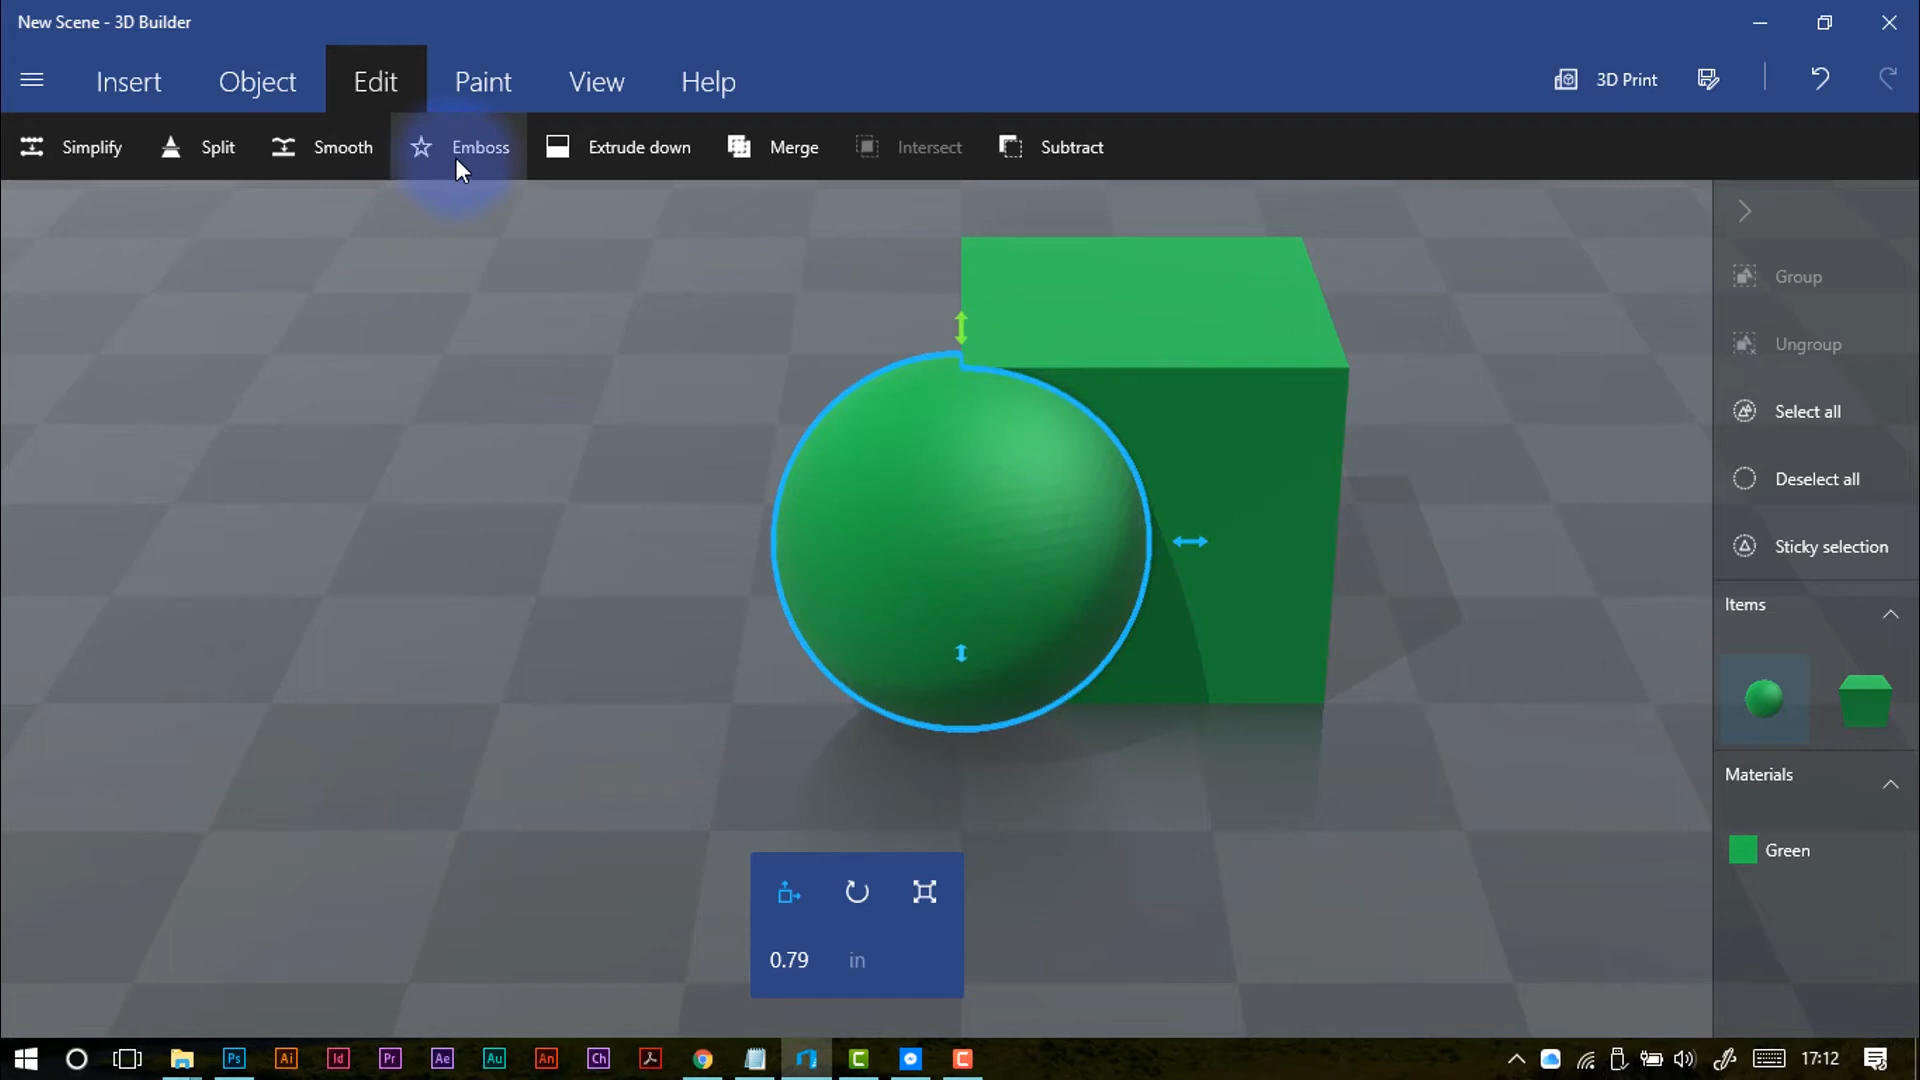 New Scene - 3D Builder
Insert Object Edit Paint View Help 3D Print
Simplify Split Smooth Emboss Extrude down Merge Intersect Subtract
Group
Ungroup
Select all
Deselect all
Sticky selection
Items
Materials
Green
0.79 in
Ps Ai Id Pr Ae Au An Ch C C 17:12